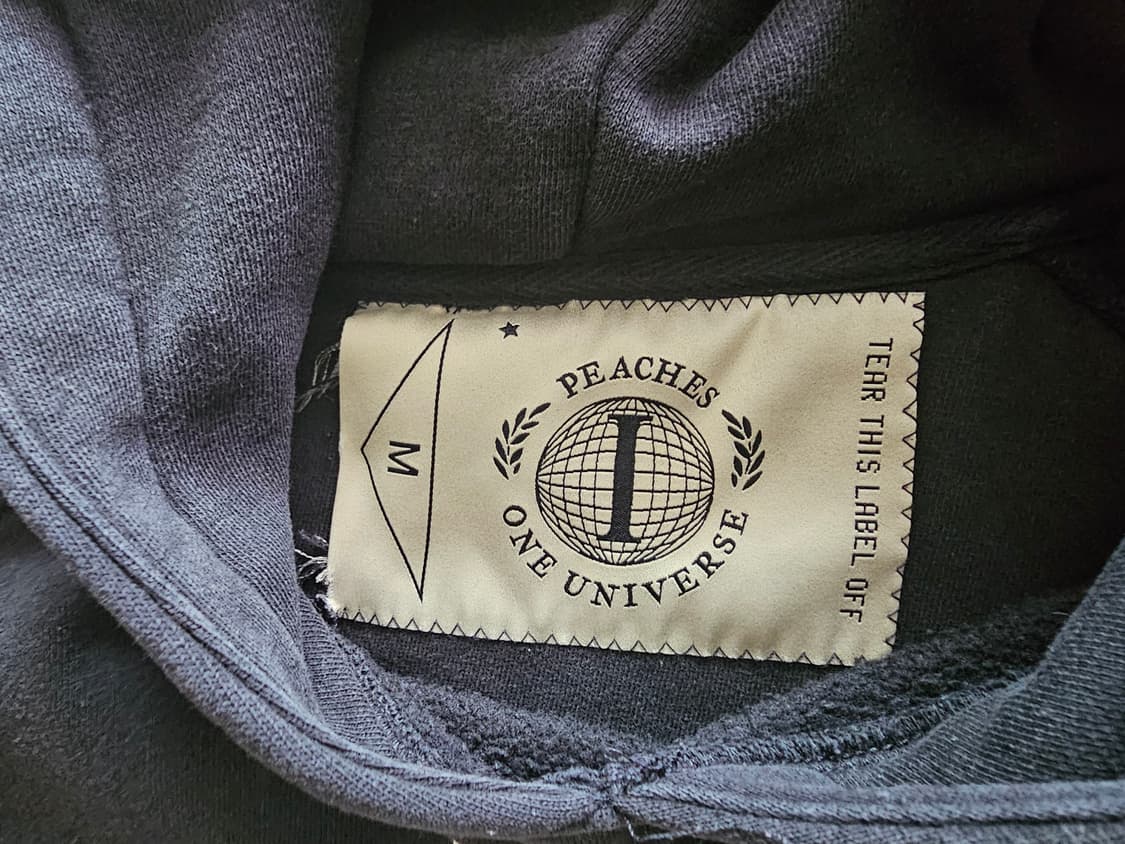 PEACHES
I
ONE UNIVERSE
M
TEAR THIS LABEL OFF